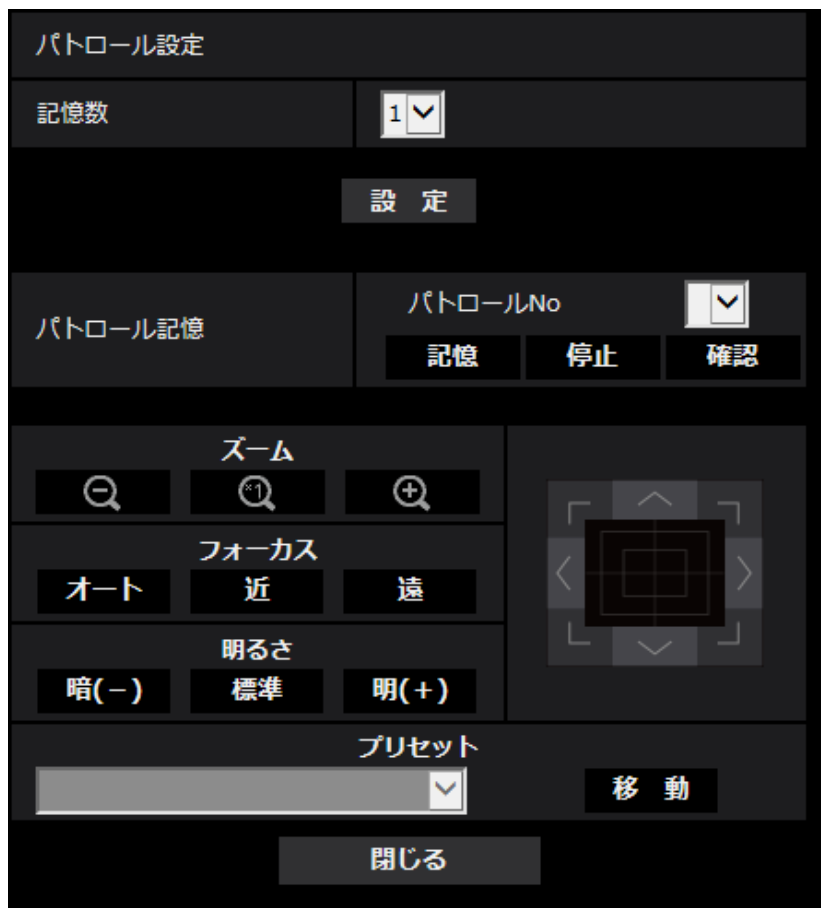 パトロール設定
記憶数 1
設 定
パトロールNo
パトロール記憶
記憶 停止 確認
ズーム
×1
フォーカス
オート 近 遠
明るさ
暗(−) 標準 明(+)
プリセット
移 動
閉じる